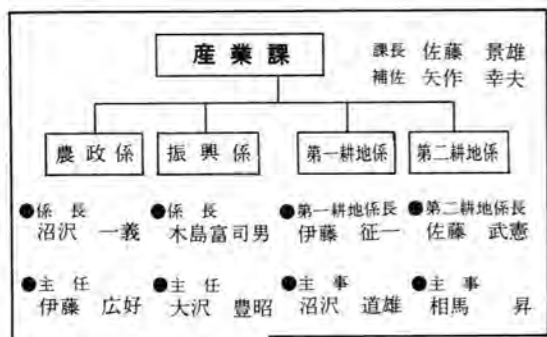 産業課
課長 佐藤 景雄
補佐 矢作 幸夫
農政係 振興係 第一耕地係 第二耕地係
●係長 ●係長 ●第一耕地係長 ●第二耕地係長
沼沢 一義 木島富司男 伊藤 征一 佐藤 武憲
●主任 ●主任 ●主事 ●主事
伊藤 広好 大沢 豊昭 沼沢 道雄 相馬 昇